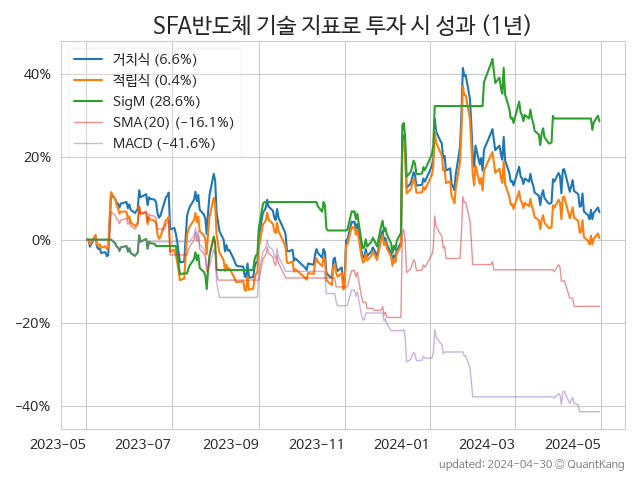 SFA반도체 기술 지표로 투자 시 성과 (1년)
거치식 (6.6%)
적립식 (0.4%)
SigM (28.6%)
SMA(20) (−16.1%)
MACD (−41.6%)
40%
20%
0%
−20%
−40%
2023-05 2023-07 2023-09 2023-11 2024-01 2024-03 2024-05
updated: 2024-04-30 © QuantKang